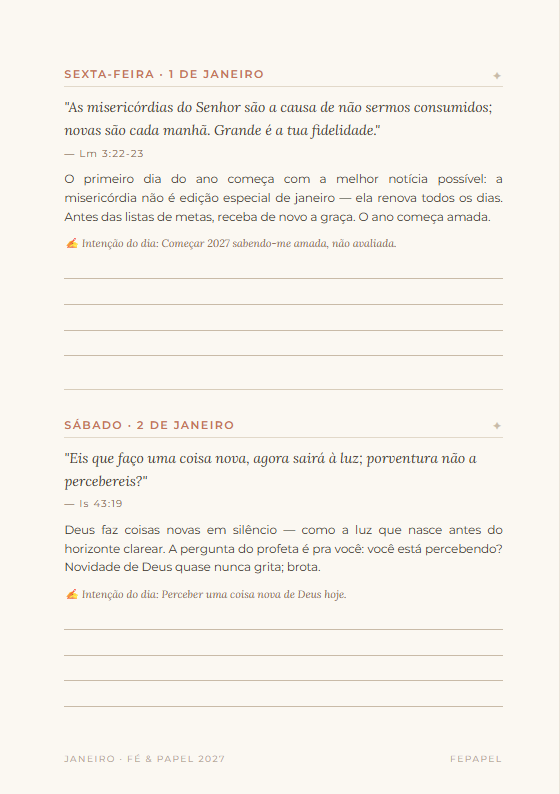 SEXTA-FEIRA · 1 DE JANEIRO
"As misericórdias do Senhor são a causa de não sermos consumidos;
novas são cada manhã. Grande é a tua fidelidade."
— Lm 3:22-23
O primeiro dia do ano começa com a melhor notícia possível: a
misericórdia não é edição especial de janeiro — ela renova todos os dias.
Antes das listas de metas, receba de novo a graça. O ano começa amada.
✍️ Intenção do dia: Começar 2027 sabendo-me amada, não avaliada.
SÁBADO · 2 DE JANEIRO
"Eis que faço uma coisa nova, agora sairá à luz; porventura não a
percebereis?"
— Is 43:19
Deus faz coisas novas em silêncio — como a luz que nasce antes do
horizonte clarear. A pergunta do profeta é pra você: você está percebendo?
Novidade de Deus quase nunca grita; brota.
✍️ Intenção do dia: Perceber uma coisa nova de Deus hoje.
JANEIRO · FÉ & PAPEL 2027 FEPAPEL